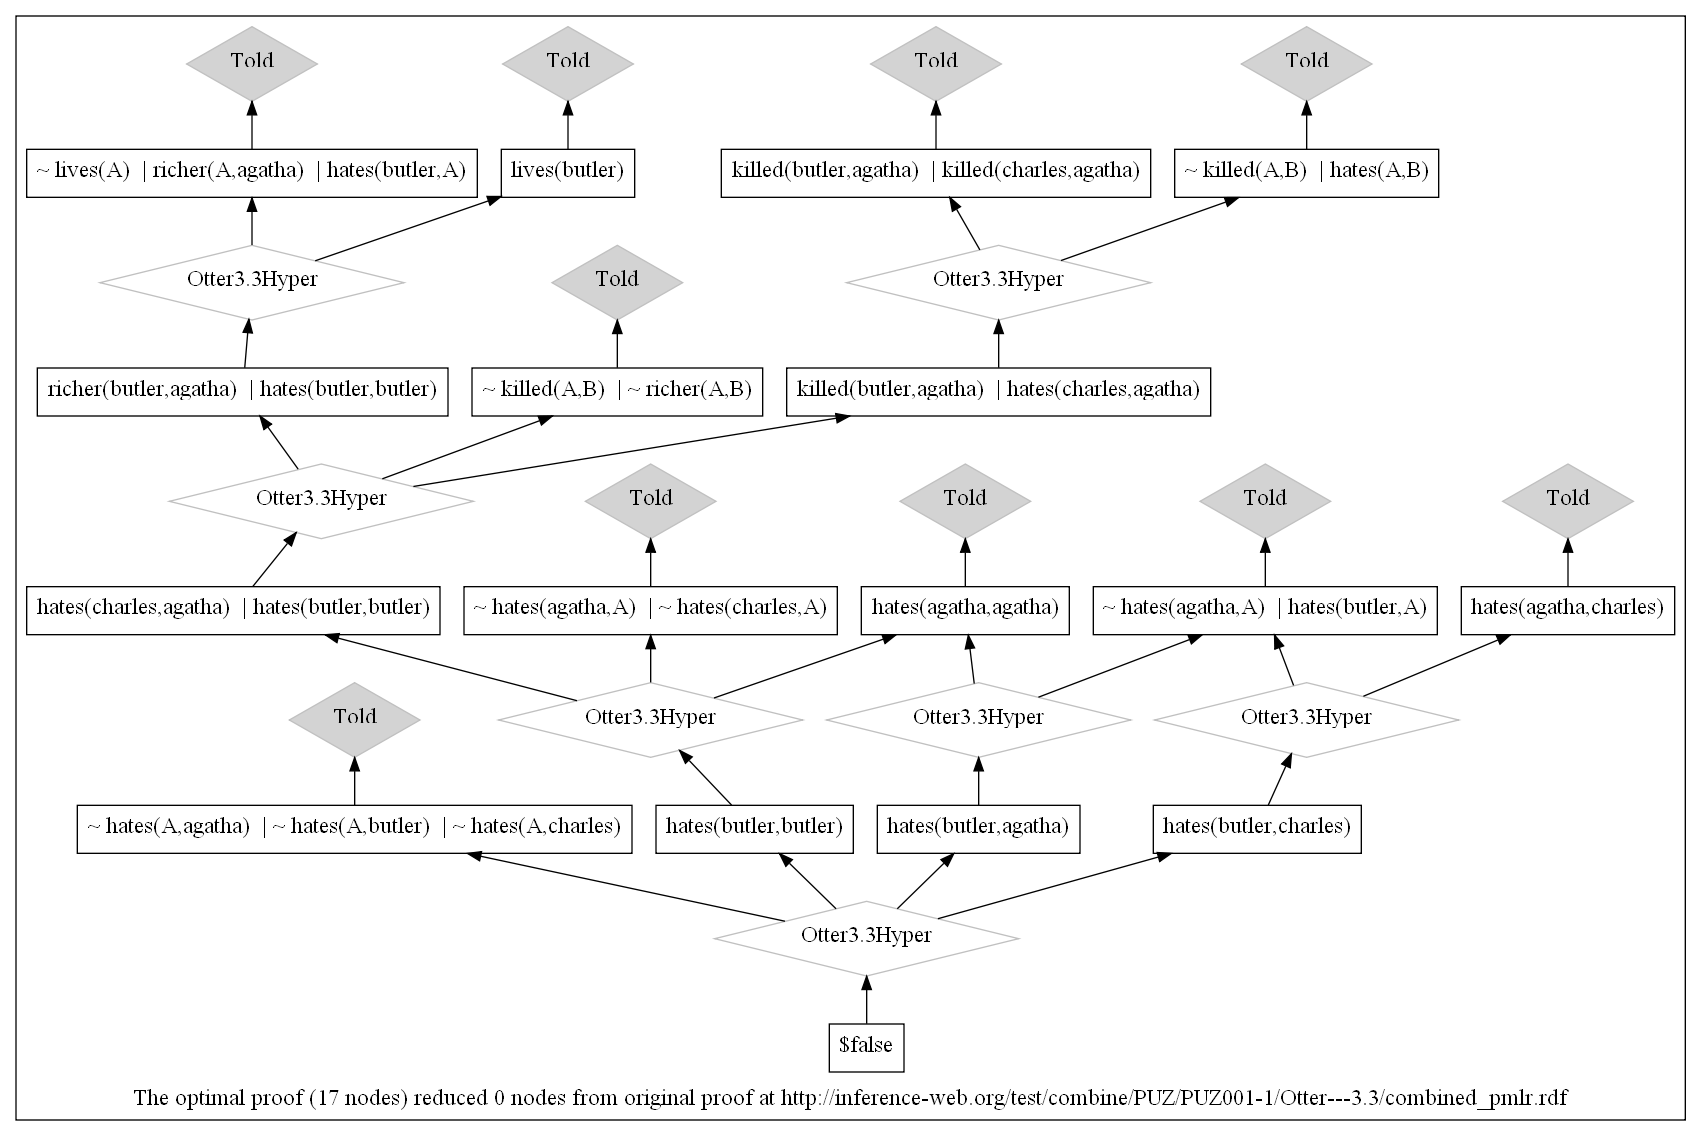 Told
Told
Told
Told
~ lives(A) | richer(A,agatha) | hates(butler,A)
lives(butler)
killed(butler,agatha) | killed(charles,agatha)
~ killed(A,B) | hates(A,B)
Otter3.3Hyper
Told
Otter3.3Hyper
richer(butler,agatha) | hates(butler,butler)
~ killed(A,B) | ~ richer(A,B)
killed(butler,agatha) | hates(charles,agatha)
Otter3.3Hyper
Told
Told
Told
Told
hates(charles,agatha) | hates(butler,butler)
~ hates(agatha,A) | ~ hates(charles,A)
hates(agatha,agatha)
~ hates(agatha,A) | hates(butler,A)
hates(agatha,charles)
Told
Otter3.3Hyper
Otter3.3Hyper
Otter3.3Hyper
~ hates(A,agatha) | ~ hates(A,butler) | ~ hates(A,charles)
hates(butler,butler)
hates(butler,agatha)
hates(butler,charles)
Otter3.3Hyper
$false
The optimal proof (17 nodes) reduced 0 nodes from original proof at http://inference-web.org/test/combine/PUZ/PUZ001-1/Otter---3.3/combined_pmlr.rdf